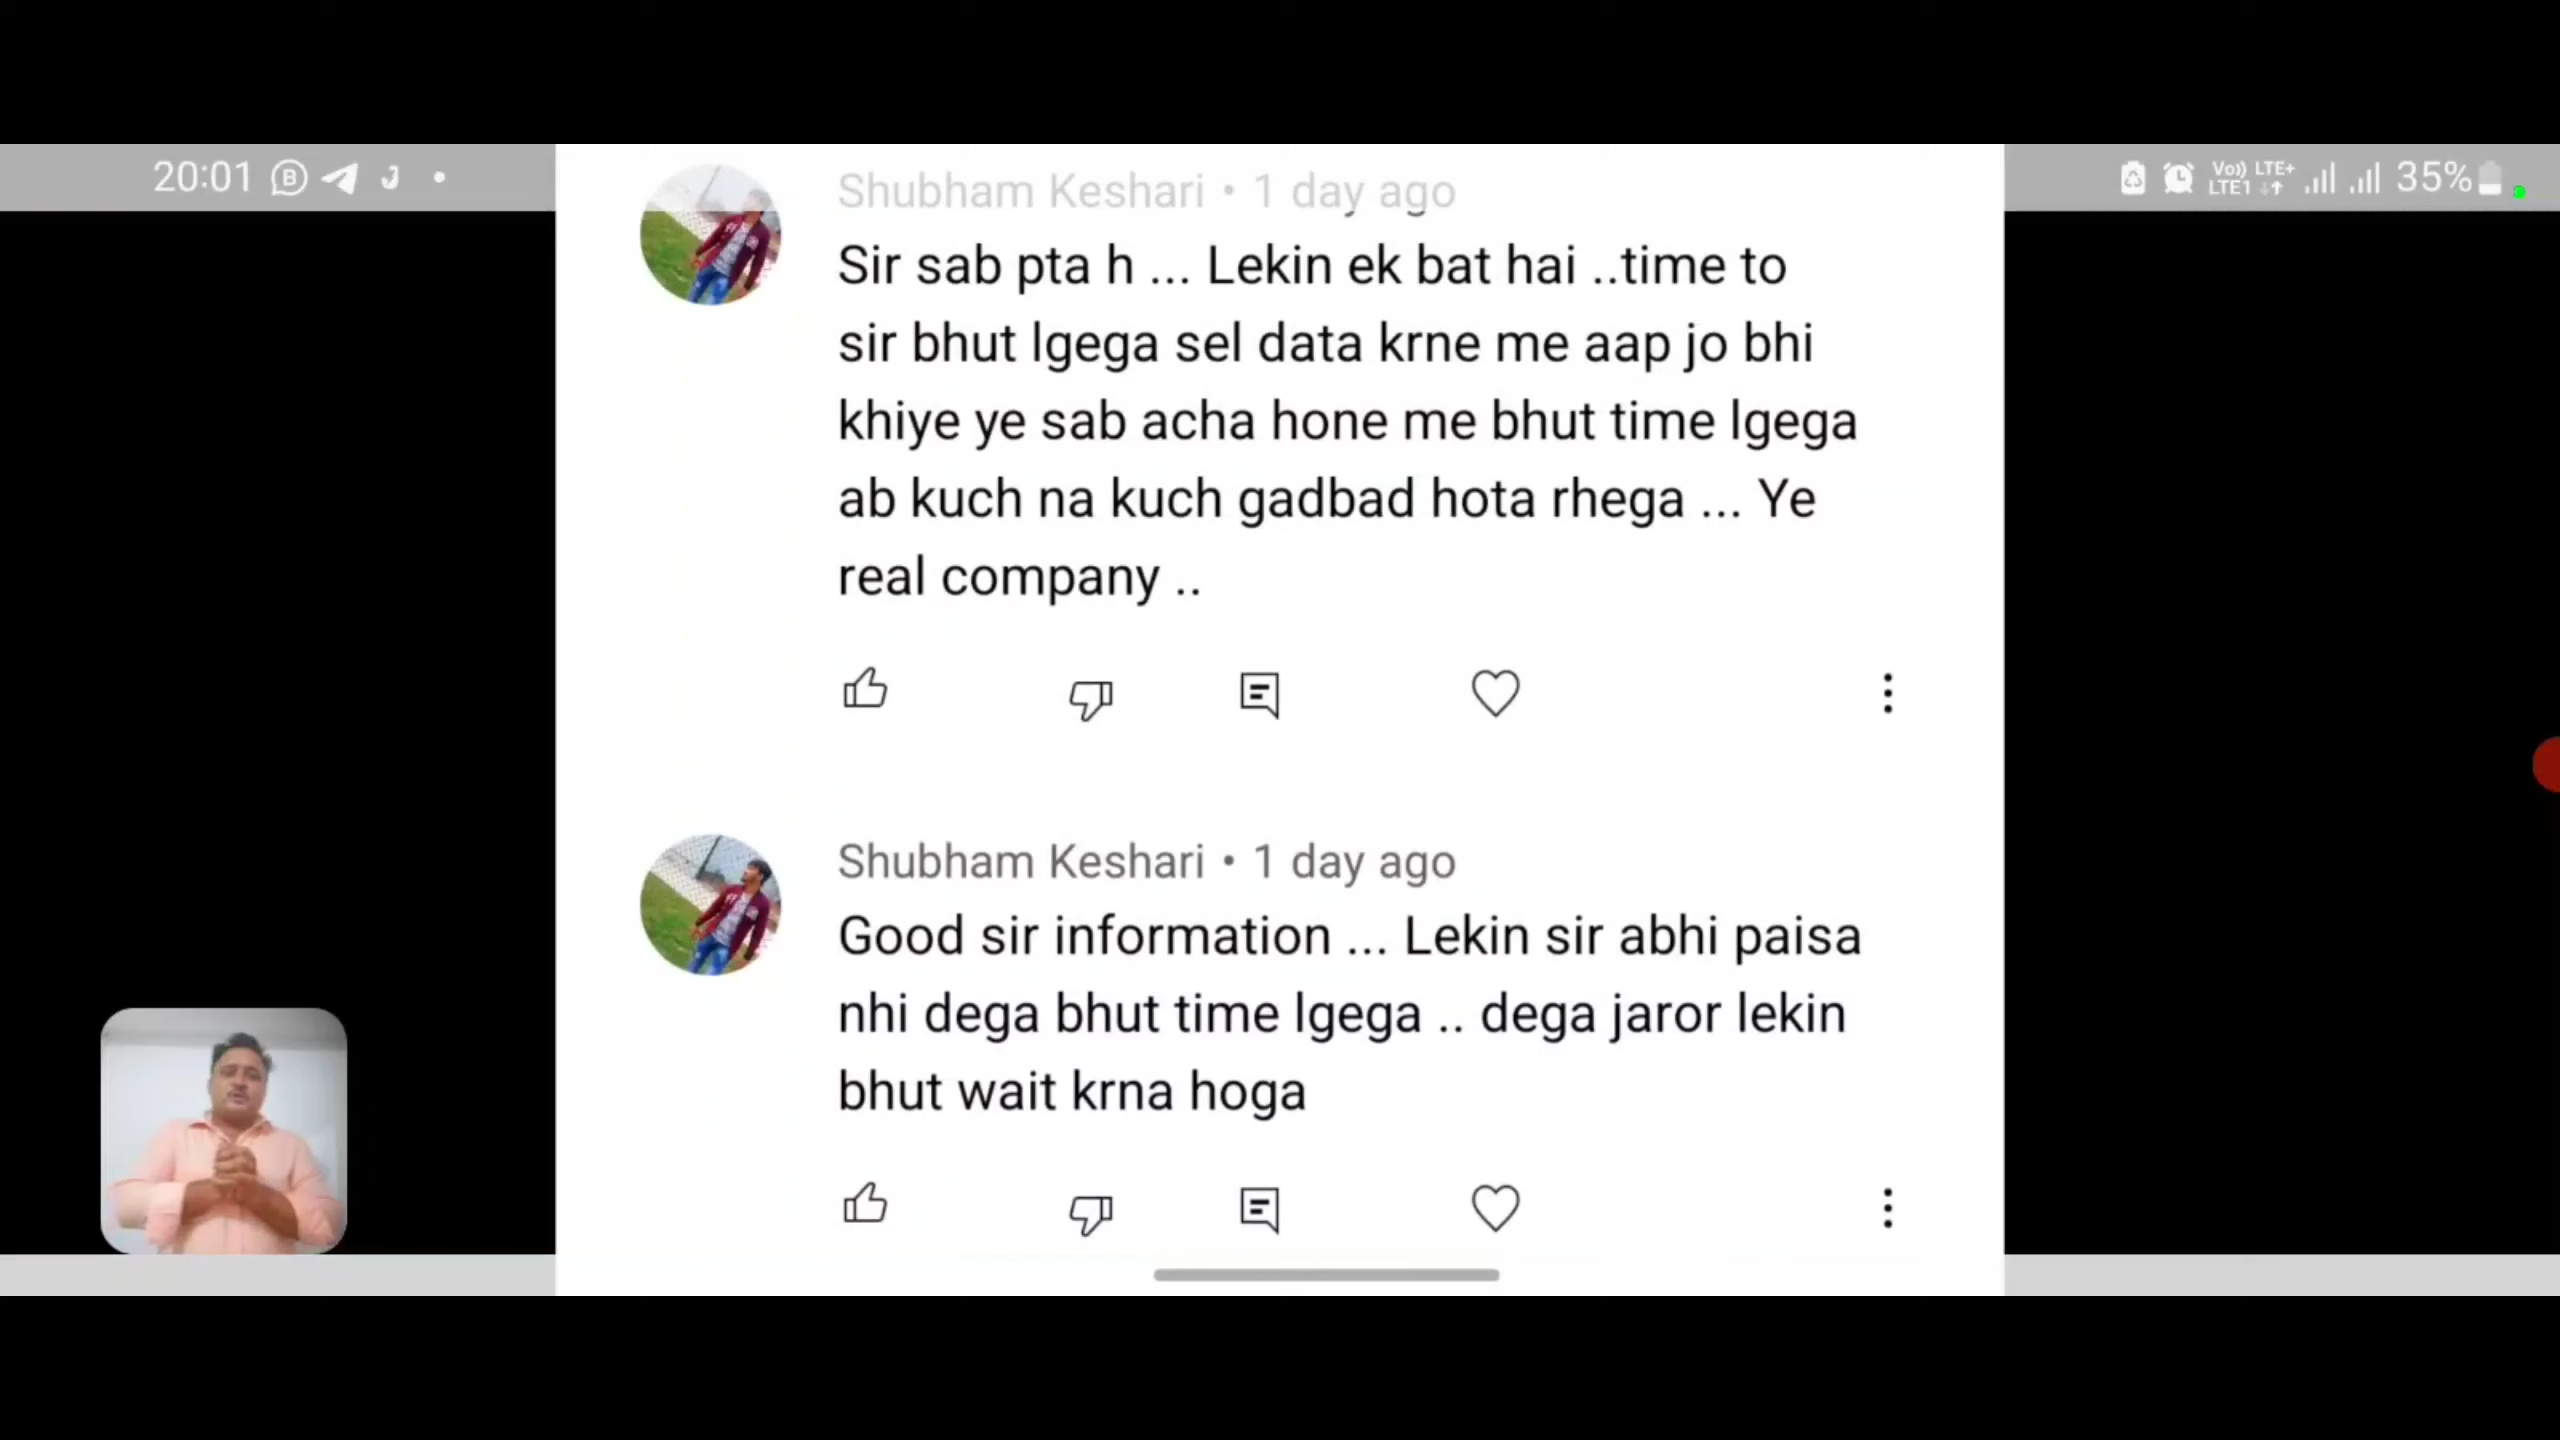 20:01
Vo)) LTE+
LTE1
35%
Shubham Keshari • 1 day ago
Sir sab pta h ... Lekin ek bat hai ..time to
sir bhut lgega sel data krne me aap jo bhi
khiye ye sab acha hone me bhut time lgega
ab kuch na kuch gadbad hota rhega ... Ye
real company ..
Shubham Keshari • 1 day ago
Good sir information ... Lekin sir abhi paisa
nhi dega bhut time lgega .. dega jaror lekin
bhut wait krna hoga